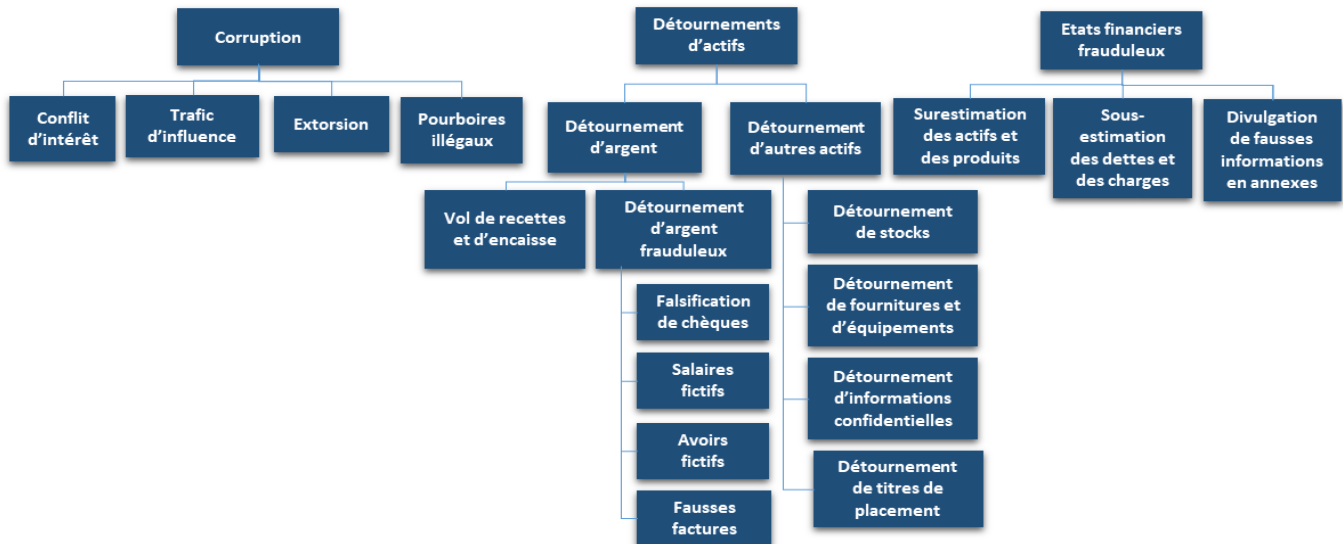 Corruption
Conflit
d'intérêt
Trafic
d'influence
Extorsion
Pourboires
illégaux
Détournements
d'actifs
Détournement
d'argent
Vol de recettes
et d'encaisse
Détournement
d'argent
frauduleux
Falsification
de chèques
Salaires
fictifs
Avoirs
fictifs
Fausses
factures
Détournement
d'autres actifs
Détournement
de stocks
Détournement
de fournitures et
d'équipements
Détournement
d'informations
confidentielles
Détournement
de titres de
placement
Etats financiers
frauduleux
Surestimation
des actifs et
des produits
Sous-
estimation
des dettes et
des charges
Divulgation
de fausses
informations
en annexes